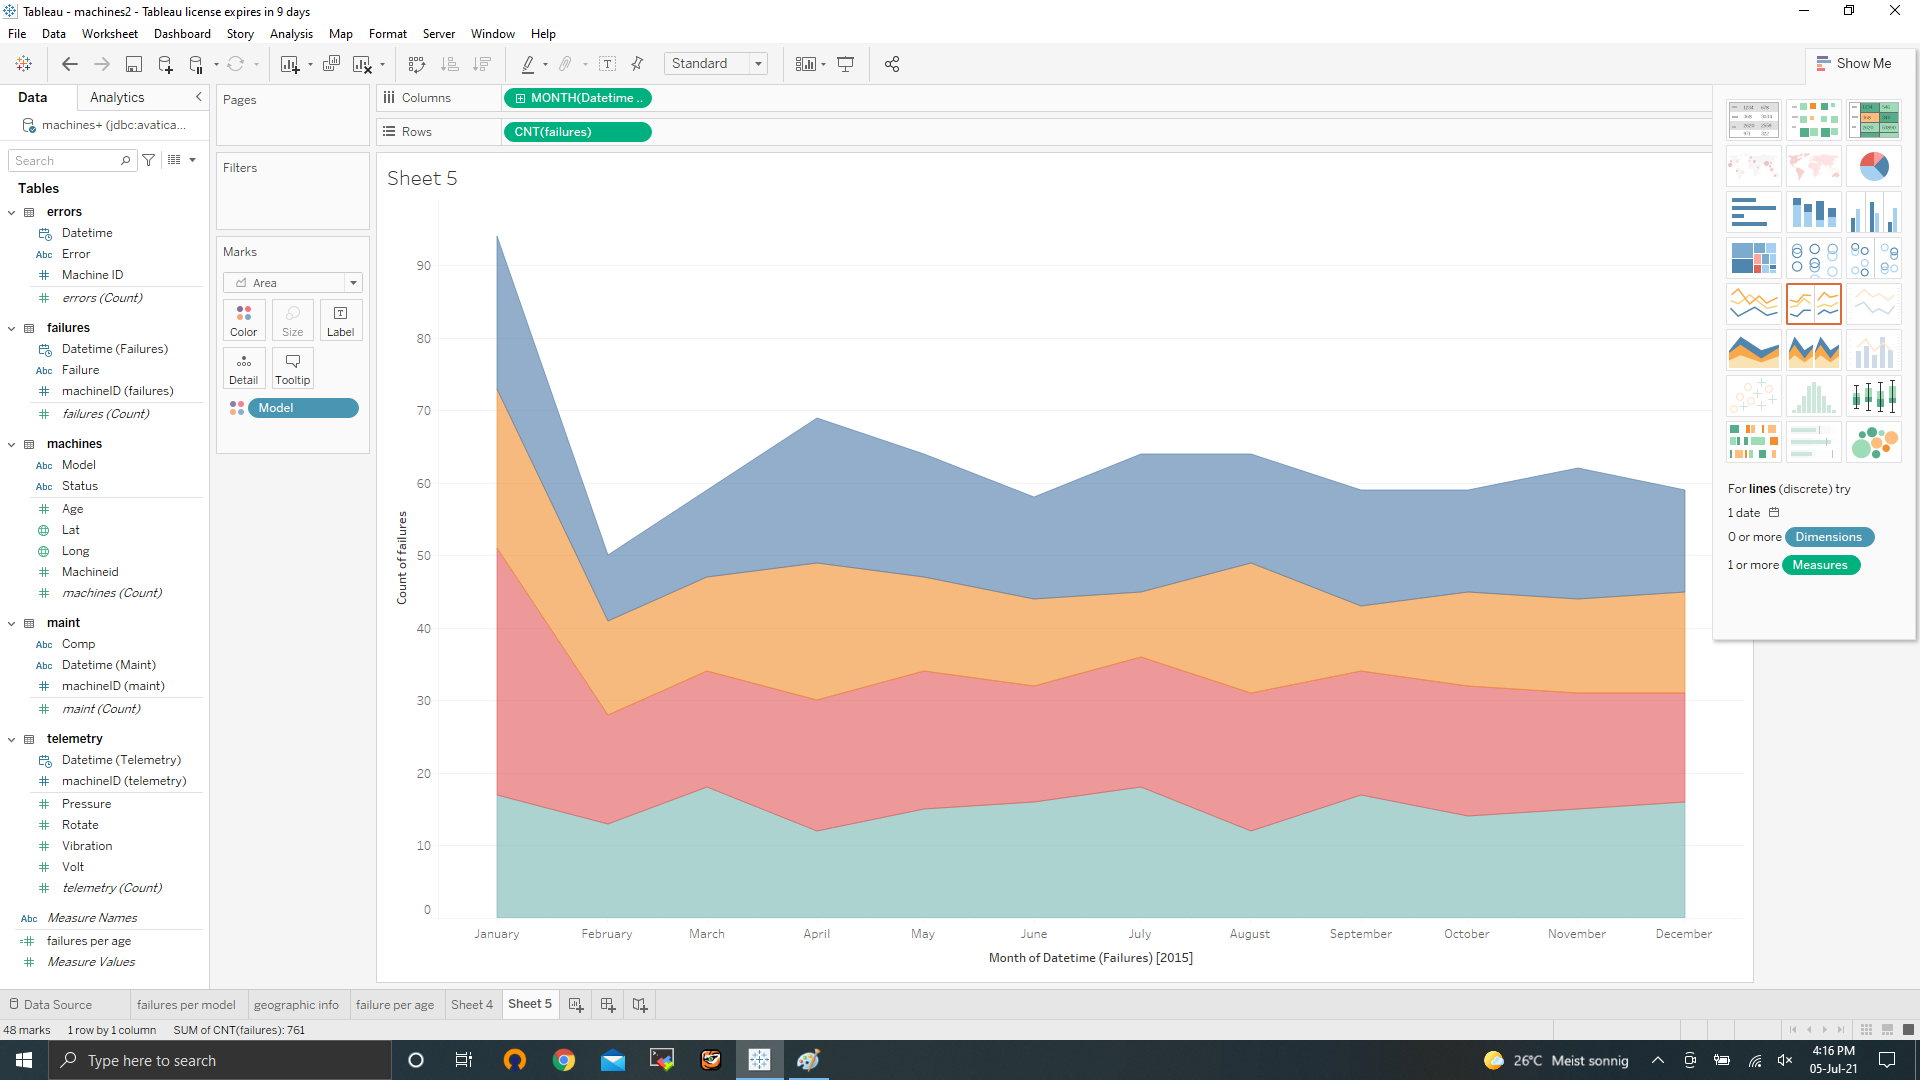 Tableau - machines2 - Tableau license expires in 9 days
File Data Worksheet Dashboard Story Analysis Map Format Server Window Help
Standard
Show Me
Data Analytics
machines+ (jdbc:avatica...
Search
Tables
errors
Datetime
Abc Error
Machine ID
errors (Count)
failures
Datetime (Failures)
Abc Failure
machineID (failures)
failures (Count)
machines
Abc Model
Abc Status
Age
Lat
Long
Machineid
machines (Count)
maint
Abc Comp
Abc Datetime (Maint)
machineID (maint)
maint (Count)
telemetry
Datetime (Telemetry)
machineID (telemetry)
Pressure
Rotate
Vibration
Volt
telemetry (Count)
Abc Measure Names
failures per age
Measure Values
Pages
Filters
Marks
Area
Color Size Label
Detail Tooltip
Model
Columns MONTH(Datetime ..
Rows CNT(failures)
Sheet 5
Count of failures
90
80
70
60
50
40
30
20
10
0
January February March April May June July August September October November December
Month of Datetime (Failures) [2015]
For lines (discrete) try
1 date
0 or more Dimensions
1 or more Measures
Data Source failures per model geographic info failure per age Sheet 4 Sheet 5
48 marks 1 row by 1 column SUM of CNT(failures): 761
Type here to search
26°C Meist sonnig
4:16 PM
05-Jul-21